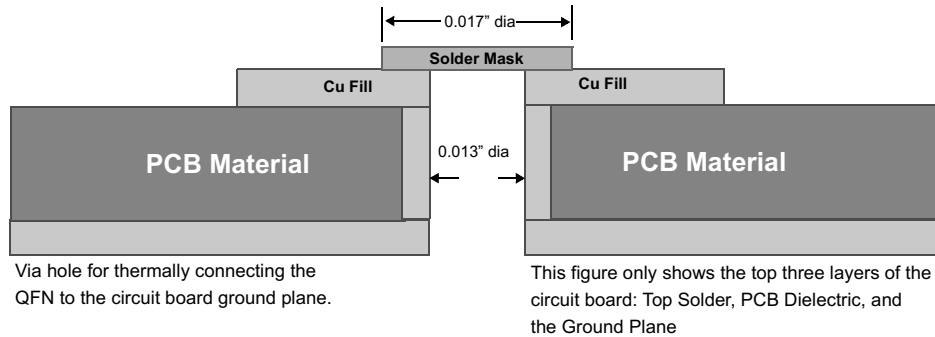 0.017” dia
Solder Mask
Cu Fill
Cu Fill
PCB Material
0.013” dia
PCB Material
Via hole for thermally connecting the
QFN to the circuit board ground plane.
This figure only shows the top three layers of the
circuit board: Top Solder, PCB Dielectric, and
the Ground Plane